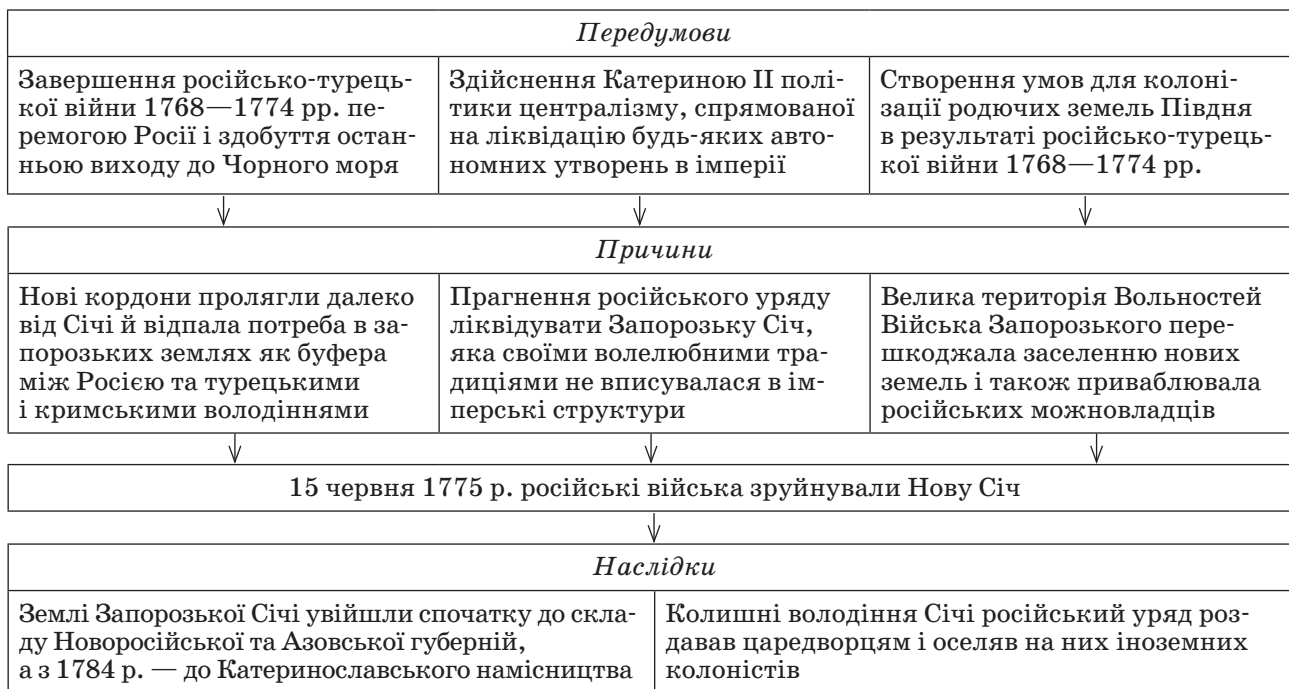 Передумови
Завершення російсько-турець-
кої війни 1768—1774 рр. пе-
ремогою Росії і здобуття остан-
ньою виходу до Чорного моря
Здійснення Катериною II полі-
тики централізму, спрямованої
на ліквідацію будь-яких авто-
номних утворень в імперії
Створення умов для колоні-
зації родючих земель Півдня
в результаті російсько-турець-
кої війни 1768—1774 рр.
Причини
Нові кордони пролягли далеко
від Січі й відпала потреба в за-
порозьких землях як буфера
між Росією та турецькими
і кримськими володіннями
Прагнення російського уряду
ліквідувати Запорозьку Січ,
яка своїми волелюбними тра-
диціями не вписувалася в ім-
перські структури
Велика територія Вольностей
Війська Запорозького пере-
шкоджала заселенню нових
земель і також приваблювала
російських можновладців
15 червня 1775 р. російські війська зруйнували Нову Січ
Наслідки
Землі Запорозької Січі увійшли спочатку до скла-
ду Новоросійської та Азовської губерній,
а з 1784 р. — до Катеринославського намісництва
Колишні володіння Січі російський уряд роз-
давав царедворцям і оселяв на них іноземних
колоністів